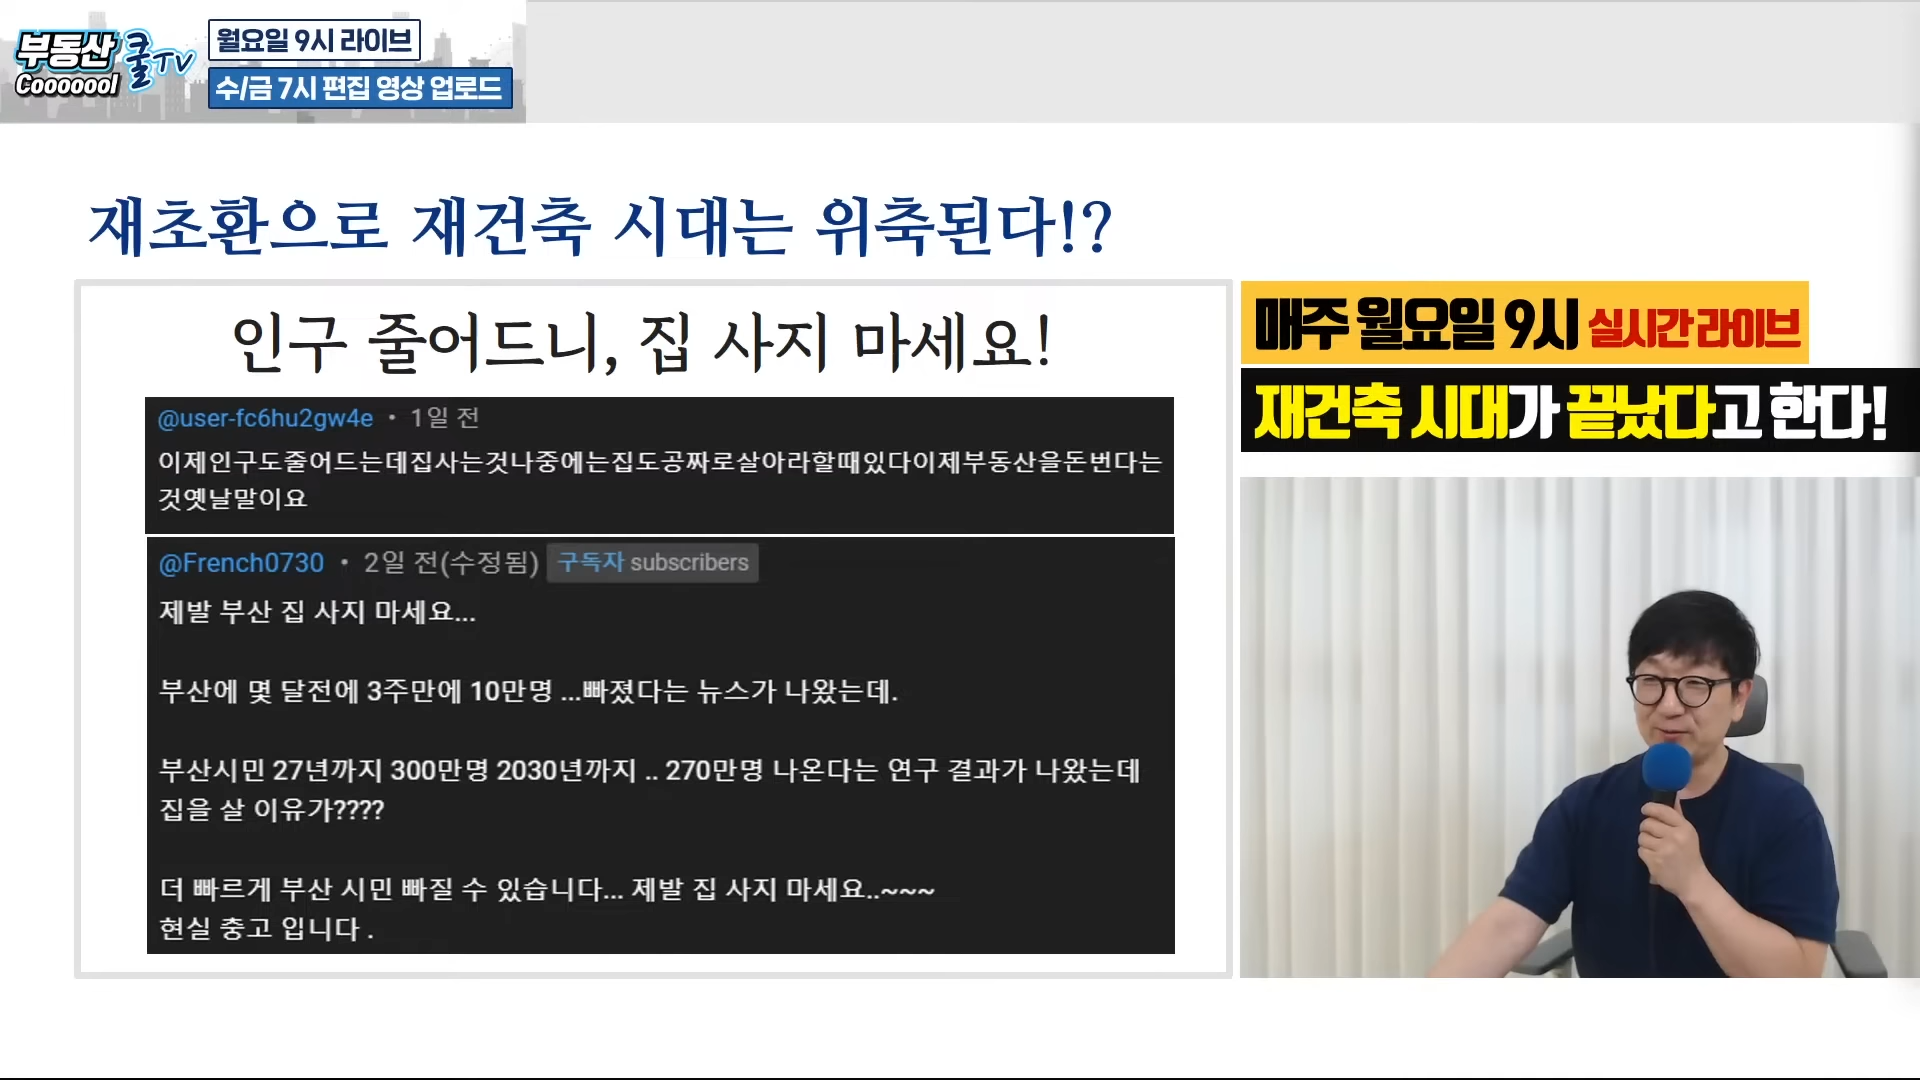 부동산
Cooooool
쿨TV
월요일 9시 라이브
수/금 7시 편집 영상 업로드
재초환으로 재건축 시대는 위축된다!?
인구 줄어드니, 집 사지 마세요!
@user-fc6hu2gw4e • 1일 전
이제인구도줄어드는데집사는것나중에는집도공짜로살아라할때있다이제부동산을돈번다는
것옛날말이요
@French0730 • 2일 전(수정됨) 구독자 subscribers
제발 부산 집 사지 마세요...
부산에 몇 달전에 3주만에 10만명 ...빠졌다는 뉴스가 나왔는데.
부산시민 27년까지 300만명 2030년까지 .. 270만명 나온다는 연구 결과가 나왔는데
집을 살 이유가????
더 빠르게 부산 시민 빠질 수 있습니다... 제발 집 사지 마세요..~~~
현실 충고 입니다 .
매주 월요일 9시 실시간 라이브
재건축 시대가 끝났다고 한다!